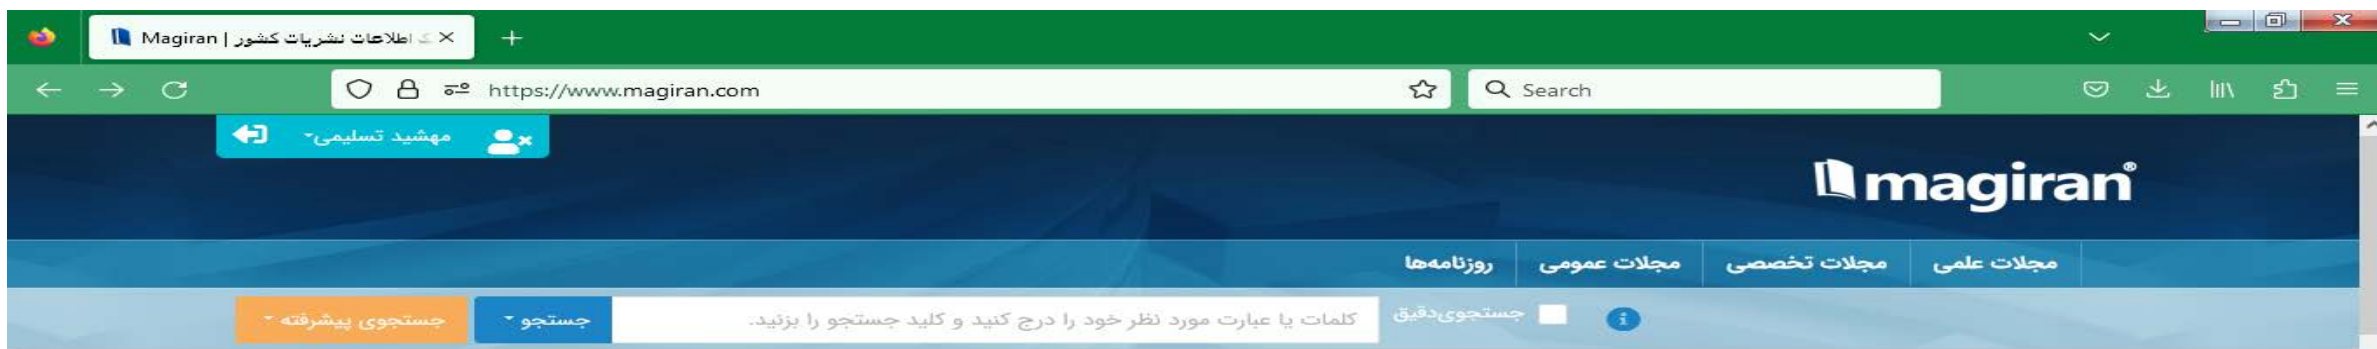 ک اطلاعات نشریات کشور | Magiran
https://www.magiran.com
Search
مهشید تسلیمی
magiran®
مجلات علمی
مجلات تخصصی
مجلات عمومی
روزنامه‌ها
جستجوی‌دقیق
کلمات یا عبارت مورد نظر خود را درج کنید و کلید جستجو را بزنید.
جستجو
جستجوی پیشرفته